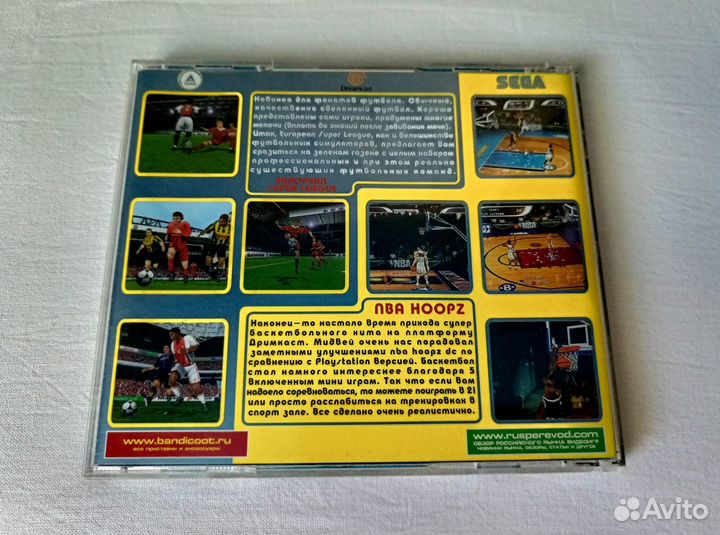 Dreamcast
SEGA
Новинка для фанатов футбола. Обычный,
качественно сделанный футбол. Хорошо
представлены сами игроки, продуманы многие
мелочи (вплоть до эмоций после забивания мяча).
Итак, European Super League, как и большинство
футбольных симуляторов, предлагает вам
сразиться на зеленом газоне с целым набором
профессиональных и при этом реально
существующих футбольных команд.
EUROPEAN
SUPER LEAGUE
NBA HOOPZ
Наконец-то настало время прихода супер
баскетбольного хита на платформу
Дримкаст. Мидвей очень нас порадовал
заметными улучшениями nba hoopz dc по
сравнению с Playstation версией. Баскетбол
стал намного интереснее благодаря 5
включенным мини играм. Так что если вам
надоело соревноваться, то можете поиграть в 21
или просто расслабиться на тренировках в
спорт зале. Все сделано очень реалистично.
www.bandicoot.ru
все приставки и аксессуары
www.rusperevod.com
ОБЗОР РОССИЙСКОГО РЫНКА ВИДЕОИГР
НОВИНКИ РЫНКА, ОБЗОРЫ, СТАТЬИ И ДРУГОЕ
Avito